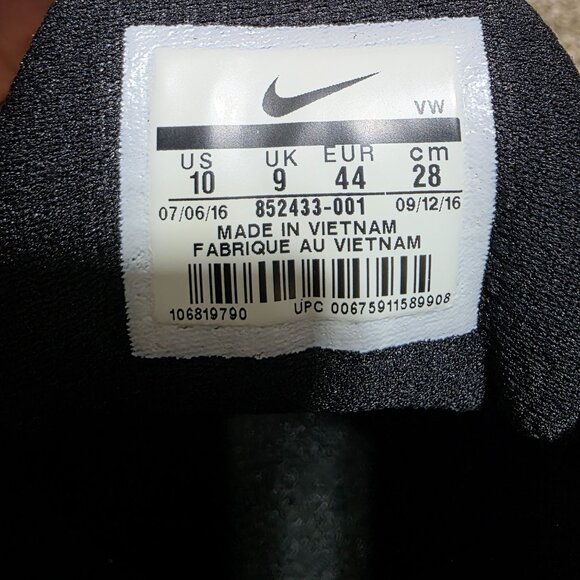 VW
US UK EUR cm
10 9 44 28
07/06/16 852433-001 09/12/16
MADE IN VIETNAM
FABRIQUE AU VIETNAM
106819790 UPC 00675911589908